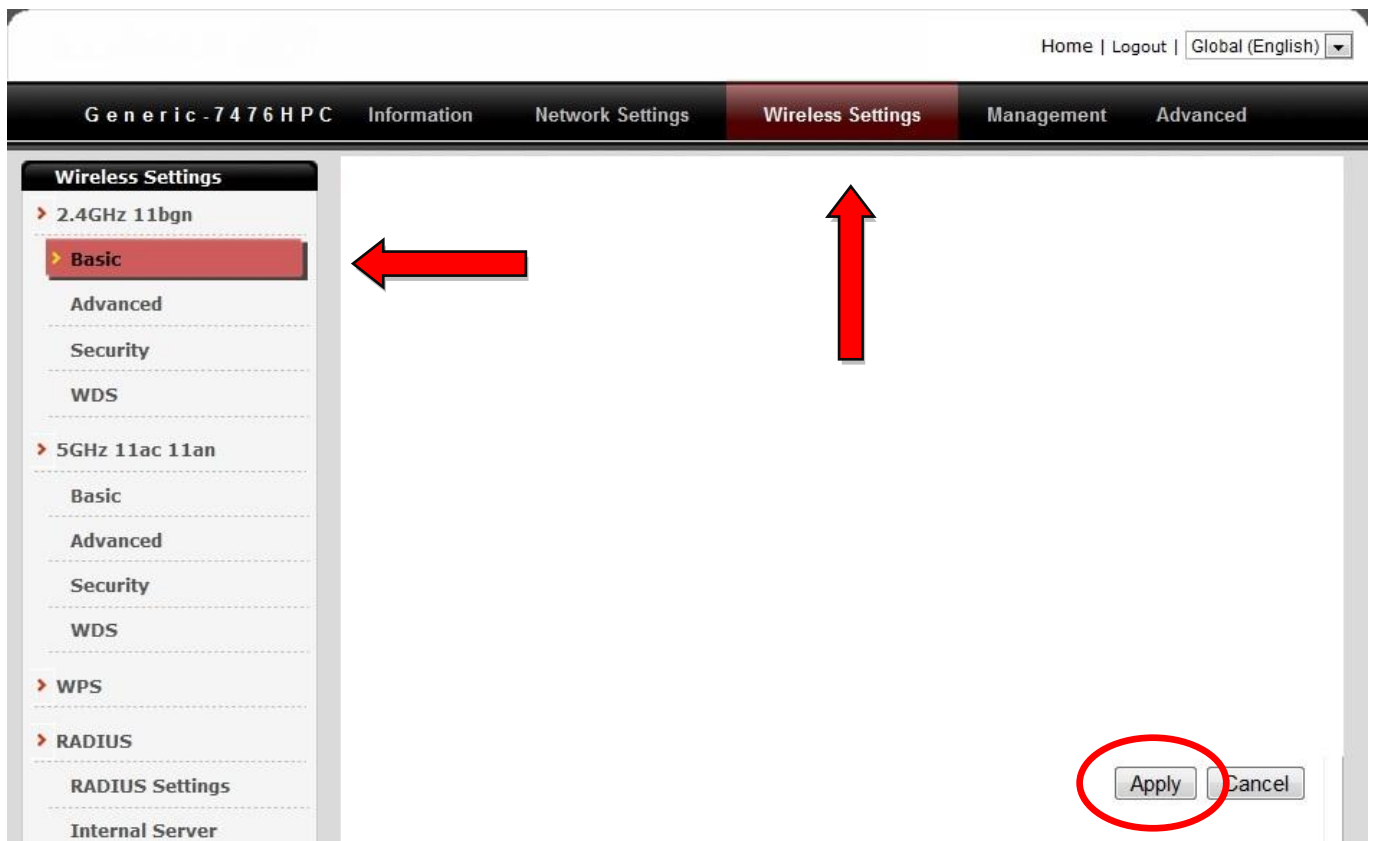 Home | Logout | Global (English)
Generic-7476HPC Information Network Settings Wireless Settings Management Advanced
Wireless Settings
2.4GHz 11bgn
Basic
Advanced
Security
WDS
5GHz 11ac 11an
Basic
Advanced
Security
WDS
WPS
RADIUS
RADIUS Settings
Internal Server
Apply Cancel